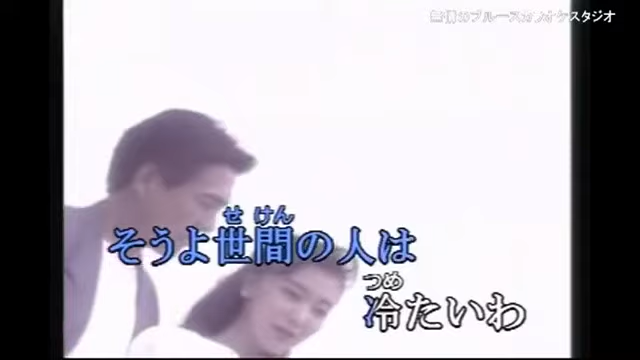 のブルースカラオケスタジオ
せけん
そうよ世間の人は
つめ
冷たいわ